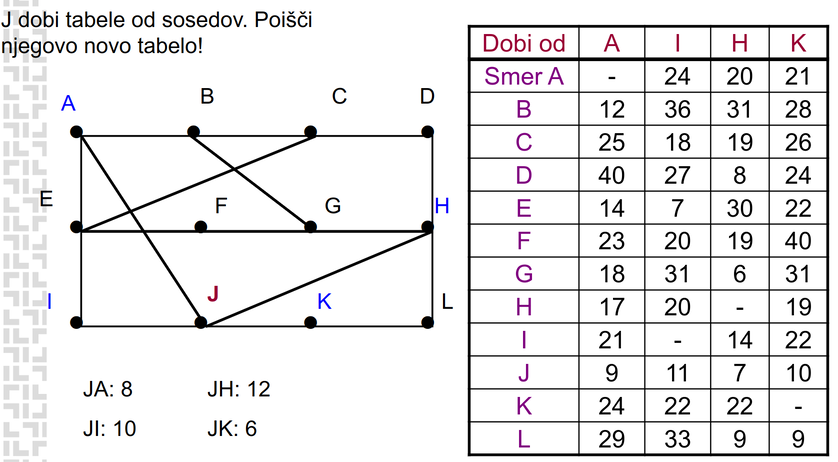 J dobi tabele od sosedov. Poišči
njegovo novo tabelo!
A B C D
E F G H
I J K L
JA: 8 JH: 12
JI: 10 JK: 6
Dobi od A I H K
Smer A - 24 20 21
B 12 36 31 28
C 25 18 19 26
D 40 27 8 24
E 14 7 30 22
F 23 20 19 40
G 18 31 6 31
H 17 20 - 19
I 21 - 14 22
J 9 11 7 10
K 24 22 22 -
L 29 33 9 9